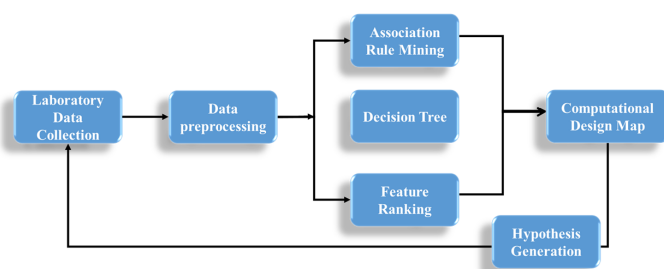 Laboratory
Data
Collection
Data
preprocessing
Association
Rule Mining
Decision Tree
Feature
Ranking
Computational
Design Map
Hypothesis
Generation